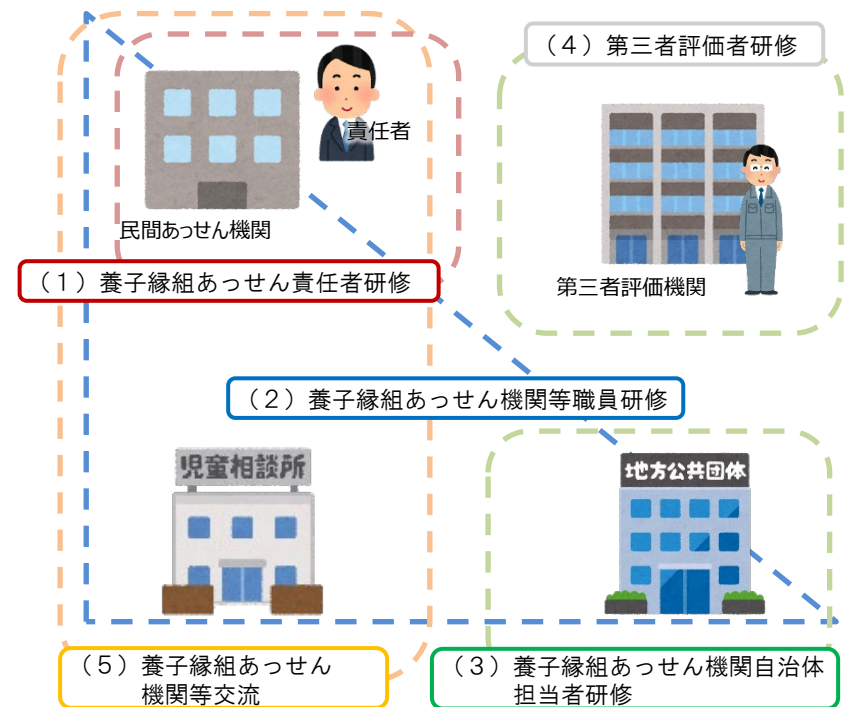 （４）第三者評価者研修
責任者
民間あっせん機関
（１）養子縁組あっせん責任者研修
第三者評価機関
（２）養子縁組あっせん機関等職員研修
児童相談所
地方公共団体
（５）養子縁組あっせん
機関等交流
（３）養子縁組あっせん機関自治体
担当者研修